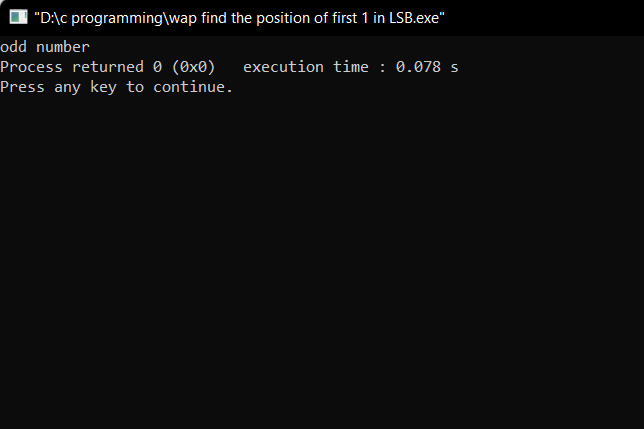 "D:\c programming\wap find the position of first 1 in LSB.exe"
odd number
Process returned 0 (0x0)   execution time : 0.078 s
Press any key to continue.